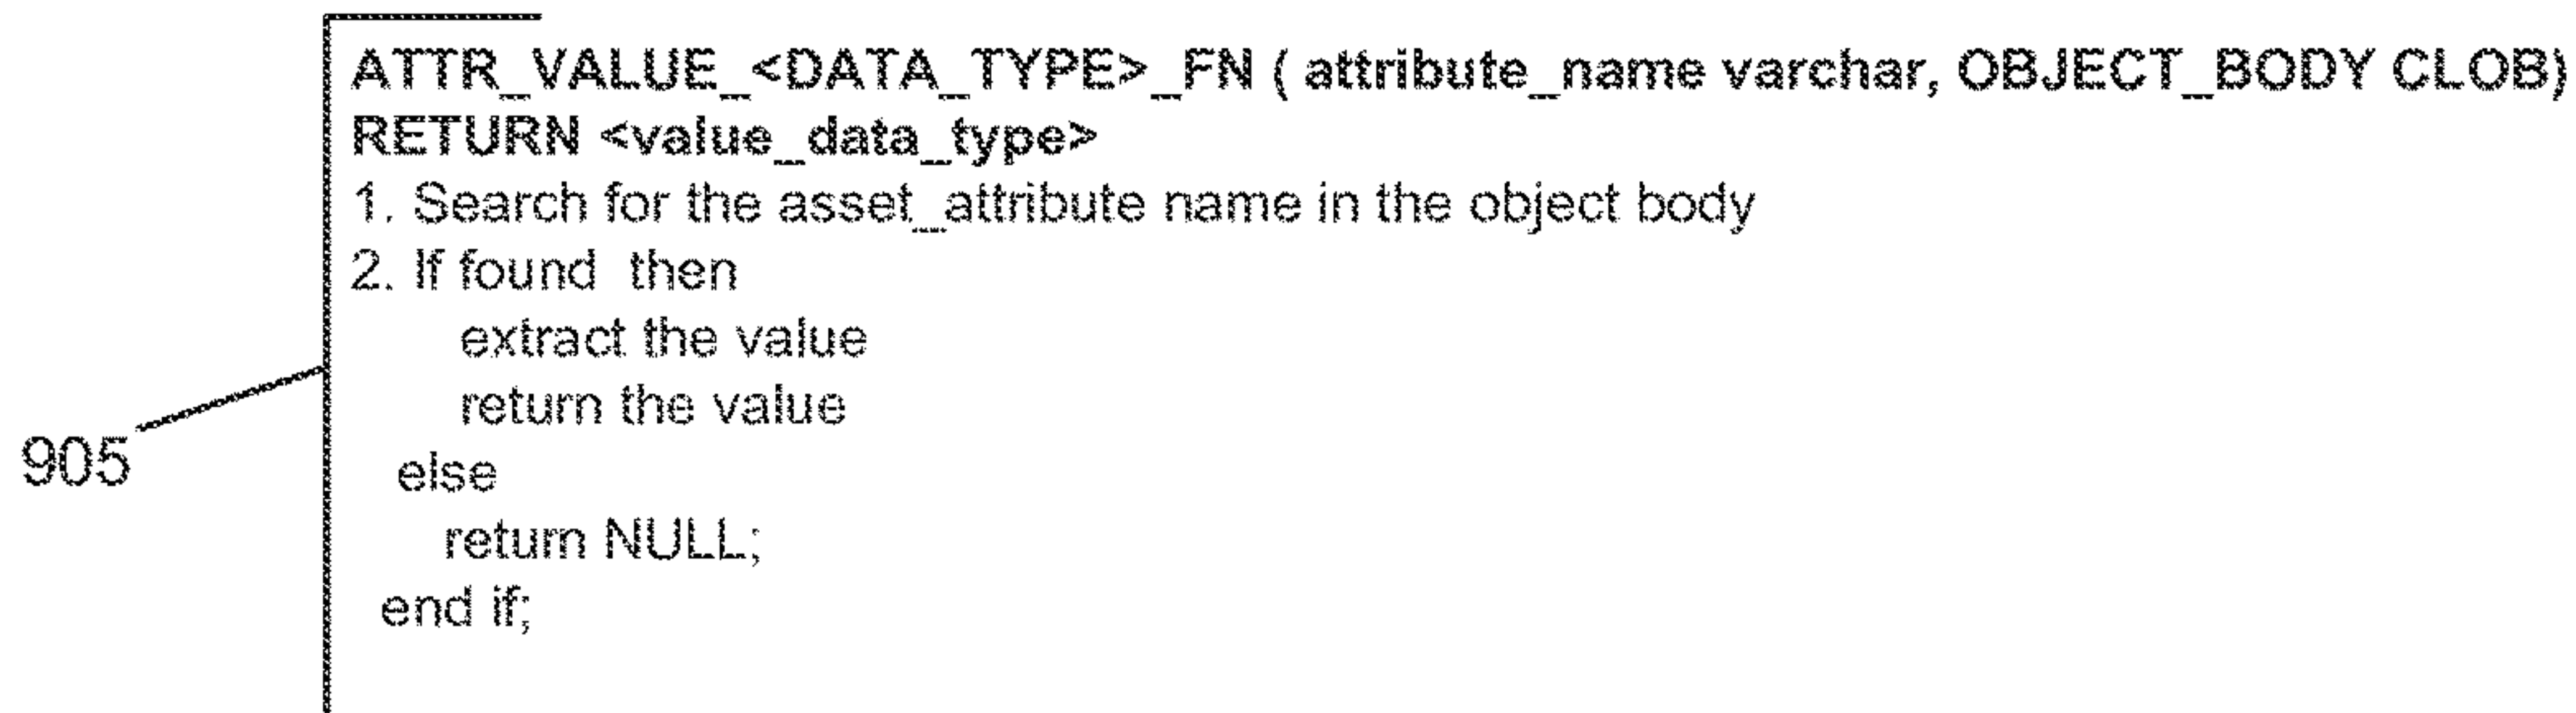 ATTR_VALUE_<DATA_TYPE>_FN ( attribute_name varchar, OBJECT_BODY CLOB)
RETURN <value_data_type>
1. Search for the asset_attribute name in the object body
2. If found then
extract the value
return the value
905
else
return NULL;
end if;